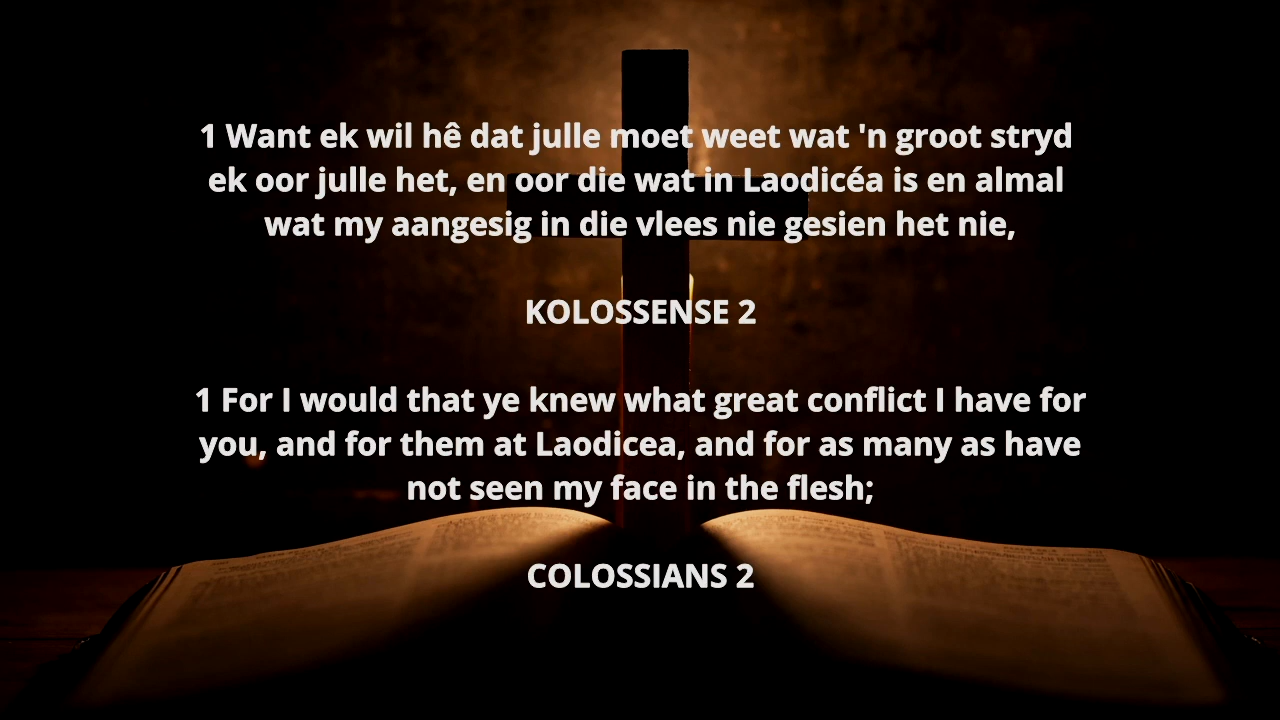 1 Want ek wil hê dat julle moet weet wat 'n groot stryd
ek oor julle het, en oor die wat in Laodicéa is en almal
wat my aangesig in die vlees nie gesien het nie,
KOLOSSENSE 2
1 For I would that ye knew what great conflict I have for
you, and for them at Laodicea, and for as many as have
not seen my face in the flesh;
COLOSSIANS 2